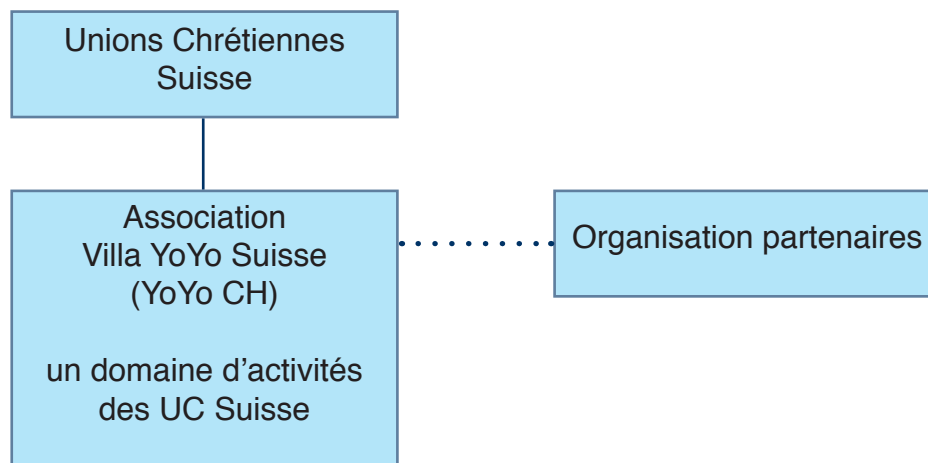 Unions Chrétiennes
Suisse
Association
Villa YoYo Suisse
(YoYo CH)
un domaine d’activités
des UC Suisse
Organisation partenaires